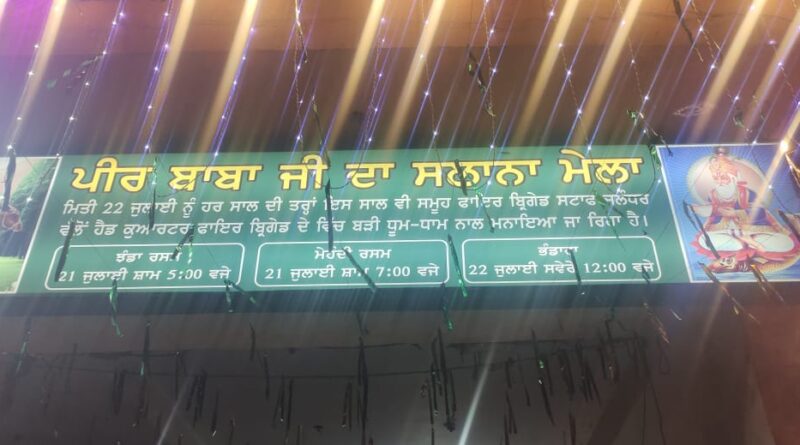 ਪੀਰ ਬਾਬਾ ਜੀ ਦਾ ਸਲਾਨਾ ਮੇਲਾ
ਮਿਤੀ 22 ਜੁਲਾਈ ਨੂੰ ਹਰ ਸਾਲ ਦੀ ਤਰ੍ਹਾਂ ਇਸ ਸਾਲ ਵੀ ਸਮੂਹ ਫਾਇਰ ਬ੍ਰਿਗੇਡ ਸਟਾਫ ਜਲੰਧਰ
ਵੱਲੋਂ ਹੈਡ ਕੁਆਰਟਰ ਫਾਇਰ ਬ੍ਰਿਗੇਡ ਦੇ ਵਿਚ ਬੜੀ ਧੂਮ-ਧਾਮ ਨਾਲ ਮਨਾਇਆ ਜਾ ਰਿਹਾ ਹੈ।
ਝੰਡਾ ਰਸਮ
21 ਜੁਲਾਈ ਸ਼ਾਮ 5:00 ਵਜੇ
ਮੇਹੰਦੀ ਰਸਮ
21 ਜੁਲਾਈ ਸ਼ਾਮ 7:00 ਵਜੇ
ਭੰਡਾਰਾ
22 ਜੁਲਾਈ ਸਵੇਰੇ 12:00 ਵਜੇ